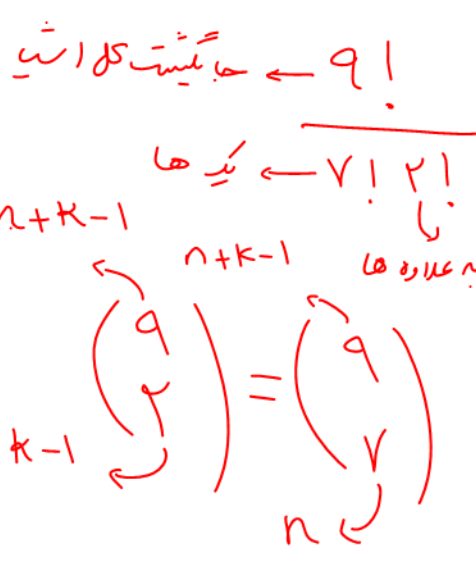 ۹! ← جایگشت کل اشیا
۷! ۲!
← یک ها
به علاوه ها
n+k-1 n+k-1
(۹ ۲) = (۹ ۷)
k-1 n